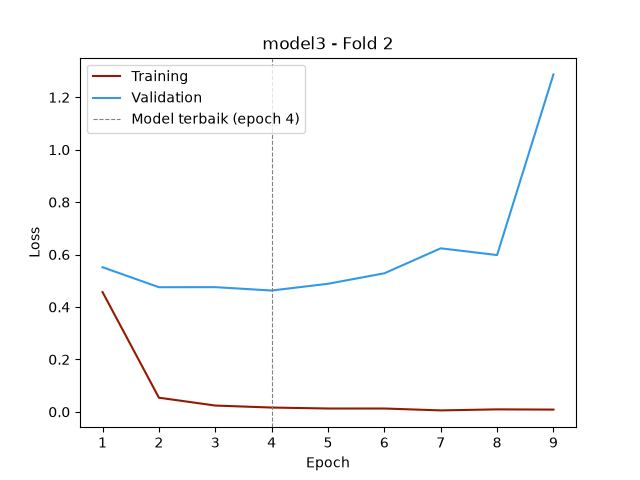 model3 - Fold 2
Training
Validation
Model terbaik (epoch 4)
Loss
1.2
1.0
0.8
0.6
0.4
0.2
0.0
1 2 3 4 5 6 7 8 9
Epoch